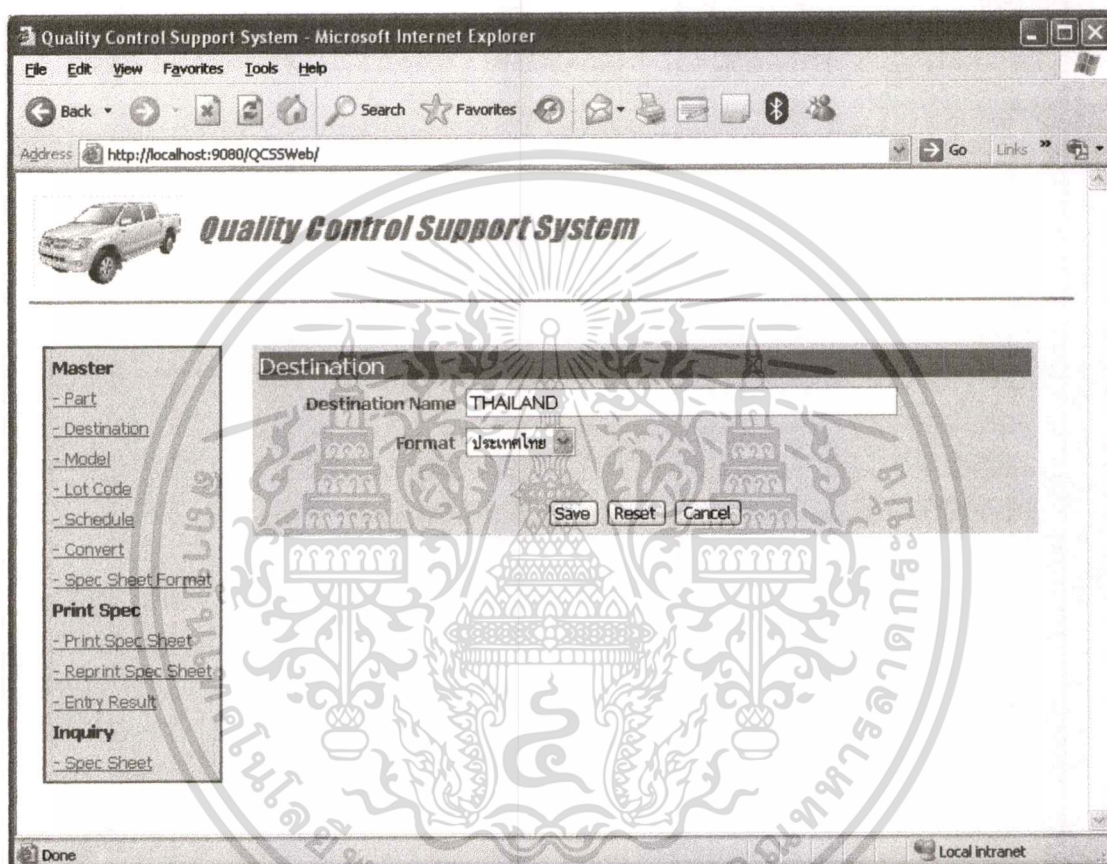 Quality Control Support System - Microsoft Internet Explorer
File Edit View Favorites Tools Help
Back Search Favorites
Address http://localhost:9080/QCSSWeb/ Go Links »
Quality Control Support System
Master
- Part
- Destination
- Model
- Lot Code
- Schedule
- Convert
- Spec Sheet Format
Print Spec
- Print Spec Sheet
- Reprint Spec Sheet
- Entry Result
Inquiry
- Spec Sheet
Destination
Destination Name THAILAND
Format ประเทศไทย
Save Reset Cancel
Done Local intranet